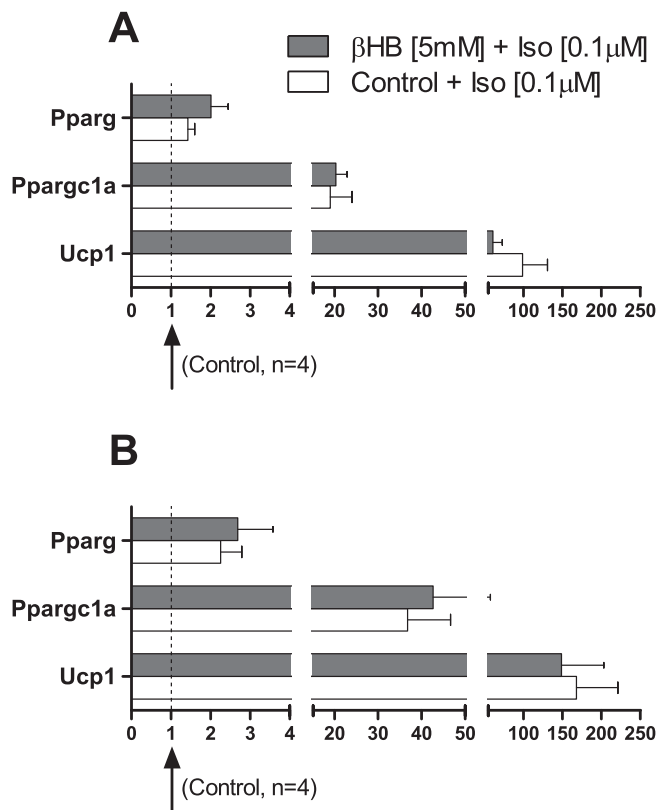 A
βHB [5mM] + Iso [0.1μM]
Control + Iso [0.1μM]
Pparg
Ppargc1a
Ucp1
0 1 2 3 4 20 30 40 50 100 150 200 250
(Control, n=4)
B
Pparg
Ppargc1a
Ucp1
0 1 2 3 4 20 30 40 50 100 150 200 250
(Control, n=4)